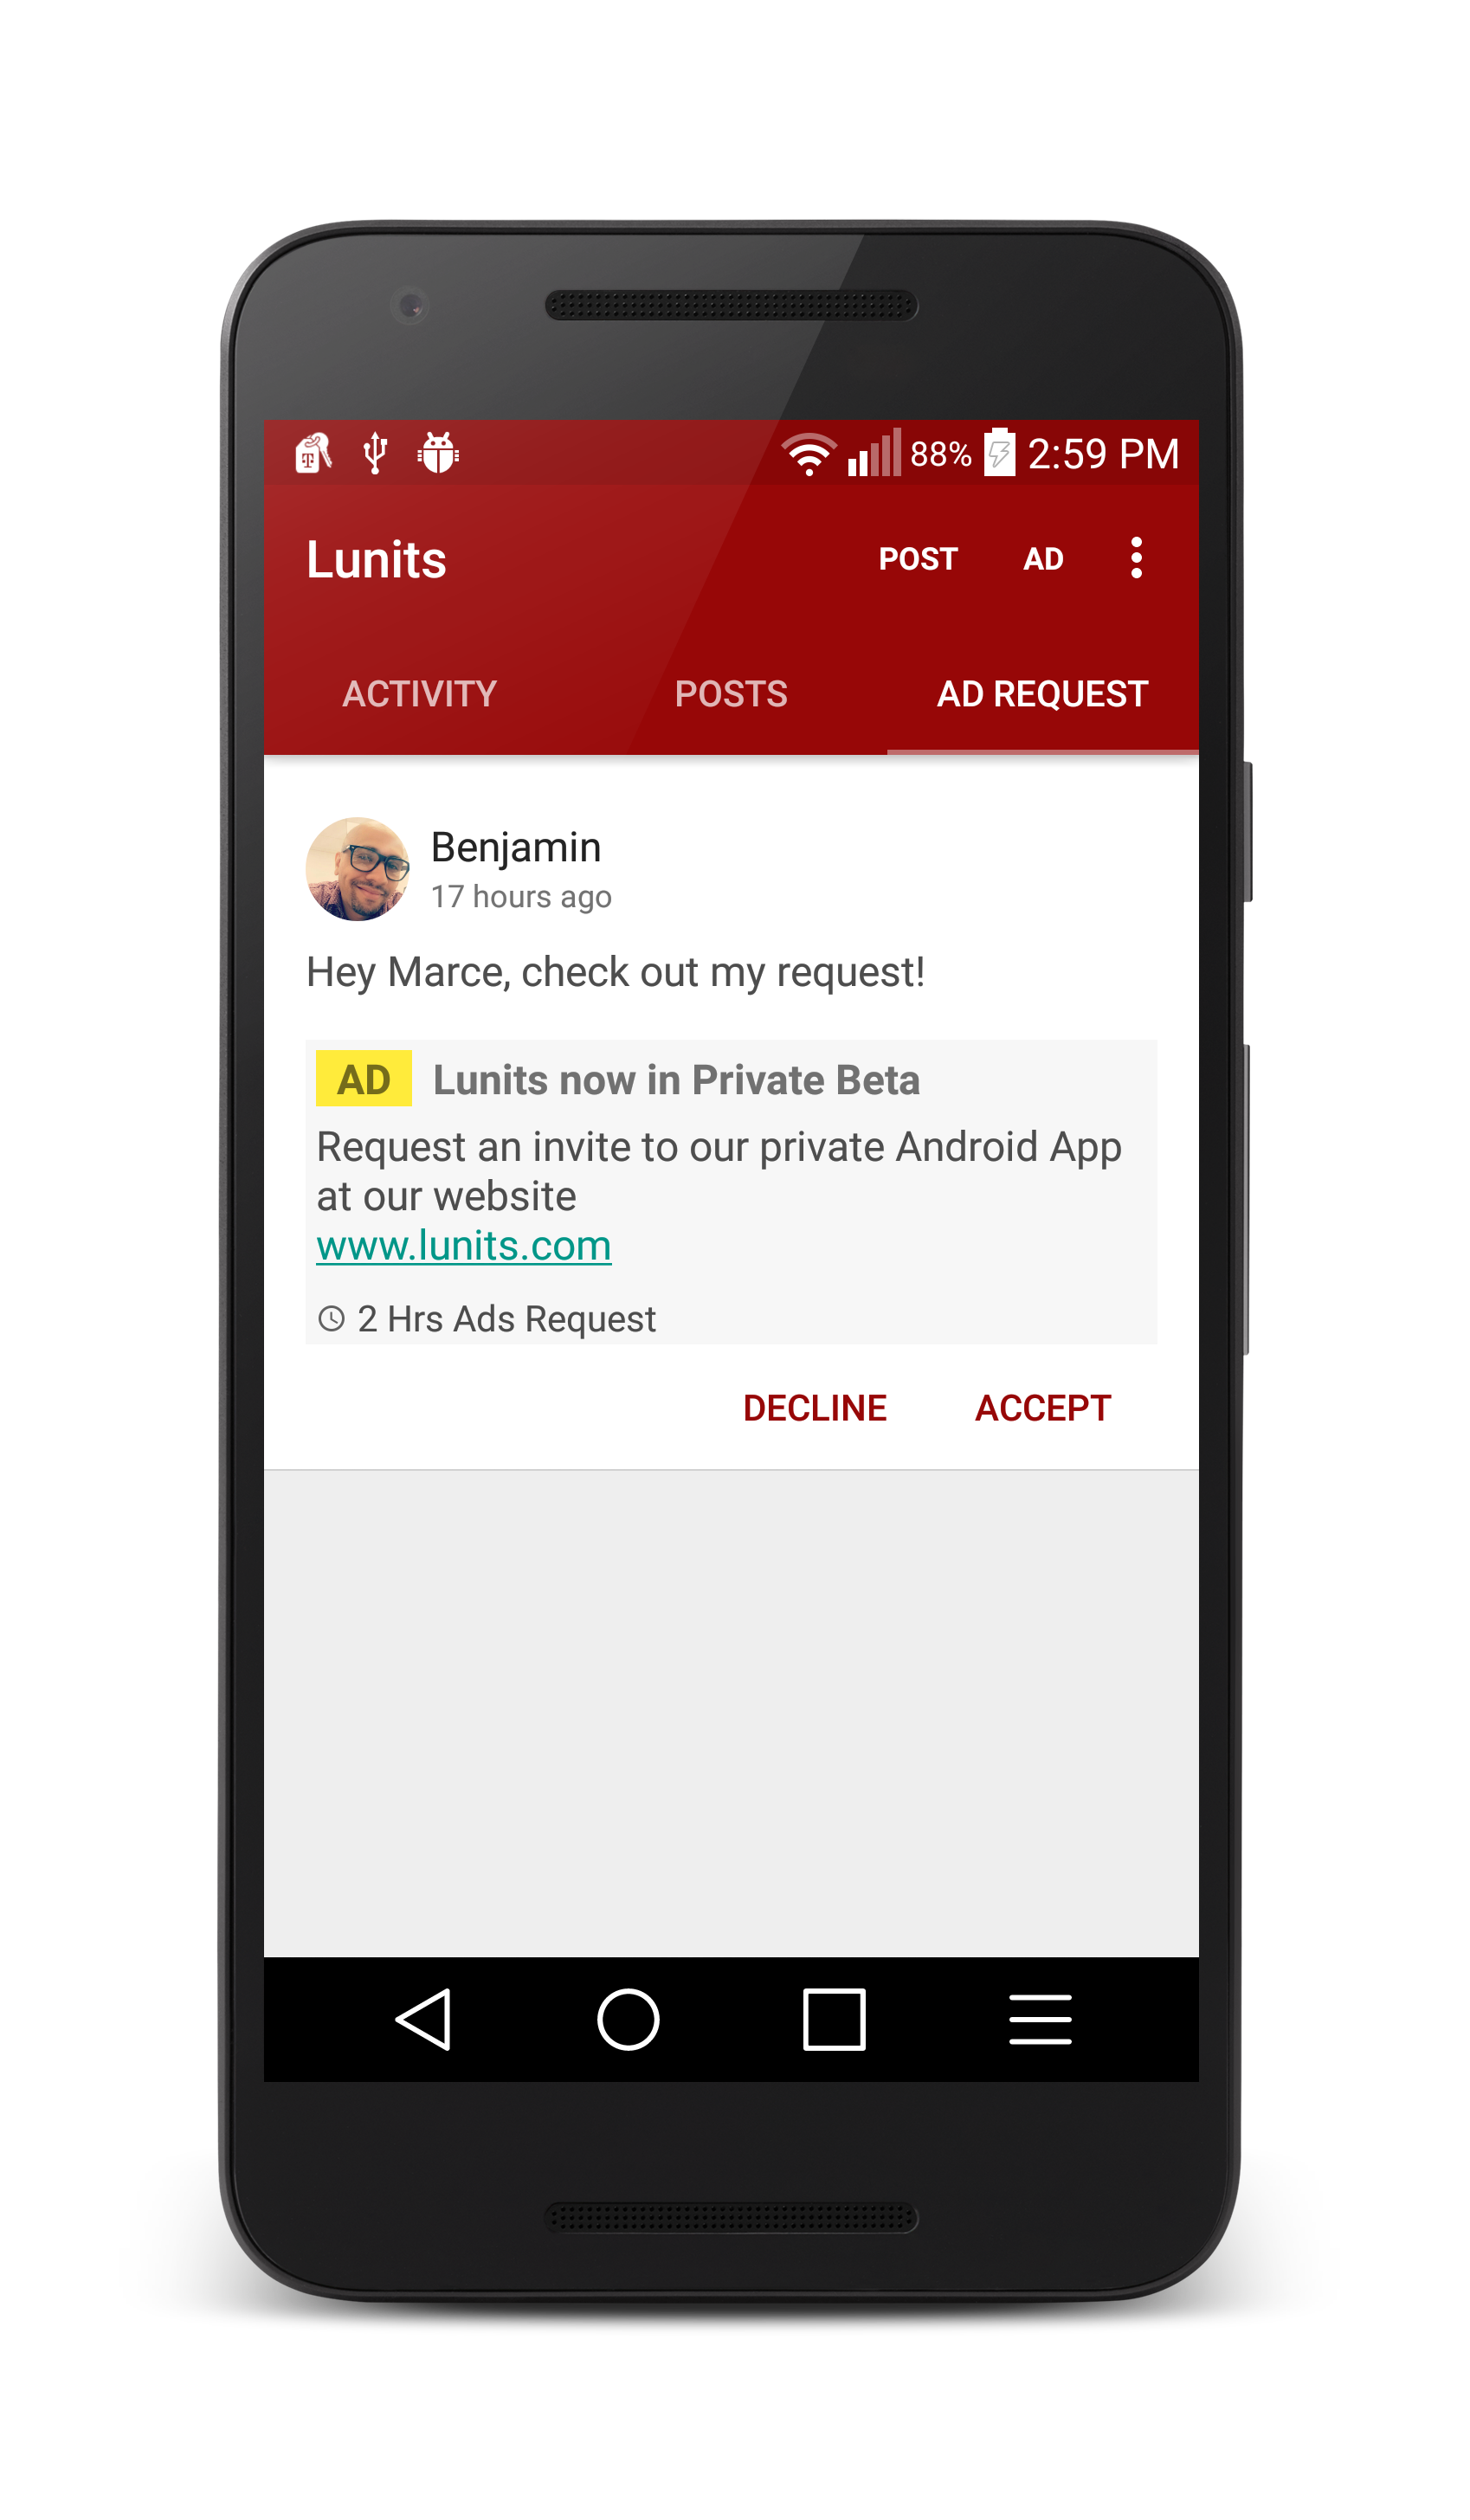 88% 2:59 PM
Lunits POST AD
ACTIVITY POSTS AD REQUEST
Benjamin
17 hours ago
Hey Marce, check out my request!
AD Lunits now in Private Beta
Request an invite to our private Android App
at our website
www.lunits.com
2 Hrs Ads Request
DECLINE ACCEPT